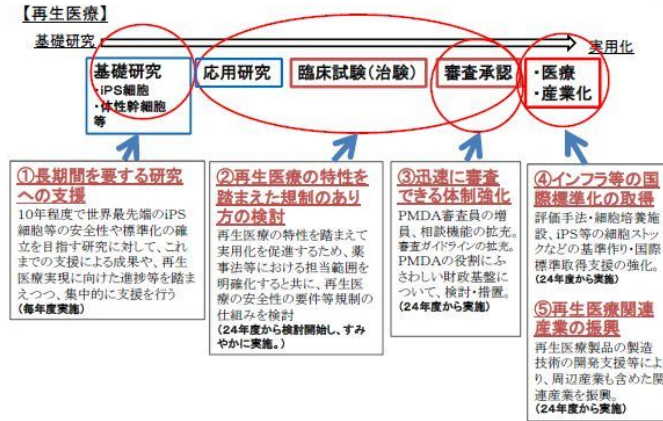 【再生医療】
基礎研究
実用化
基礎研究
・iPS細胞
・体性幹細胞
等
応用研究
臨床試験(治験)
審査承認
・医療
・産業化
①長期間を要する研究
への支援
10年程度で世界最先端のiPS
細胞等の安全性や標準化の確
立を目指す研究に対して、これ
までの支援による成果や、再生
医療実現に向けた進捗等を踏ま
えつつ、集中的に支援を行う
(毎年度実施)
②再生医療の特性を
踏まえた規制のあり
方の検討
再生医療の特性を踏まえて
実用化を促進するため、薬
事法等における担当範囲を
明確化すると共に、再生医
療の安全性の要件等規制の
仕組みを検討
(24年度から検討開始し、すみ
やかに実施。)
③迅速に審査
できる体制強化
PMDA審査員の増
員、相談機能の拡充。
審査ガイドラインの拡充。
PMDAの役割にふ
さわしい財政基盤に
ついて、検討・措置。
(24年度から実施)
④インフラ等の国
際標準化の取得
評価手法・細胞培養施
設、iPS等の細胞ストッ
クなどの基準作り・国際
標準取得支援の強化。
(24年度から実施)
⑤再生医療関連
産業の振興
再生医療製品の製造
技術の開発支援等によ
り、周辺産業も含めた関
連産業を振興。
(24年度から実施)